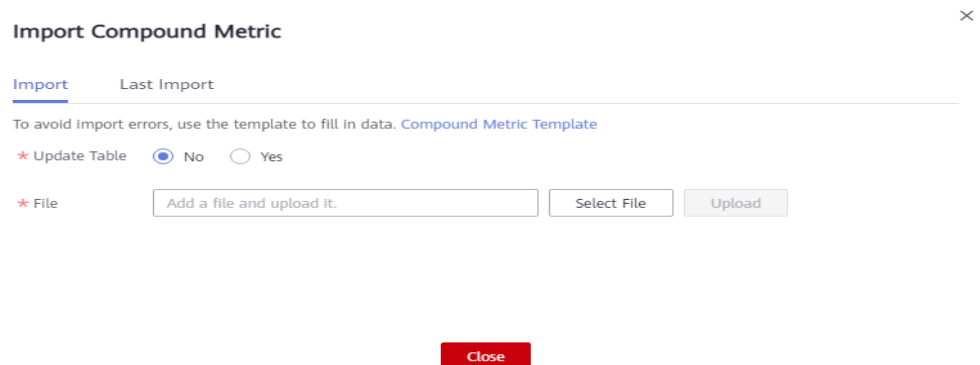 Import Compound Metric
Import Last Import
To avoid import errors, use the template to fill in data. Compound Metric Template
* Update Table No Yes
* File Add a file and upload it. Select File Upload
Close